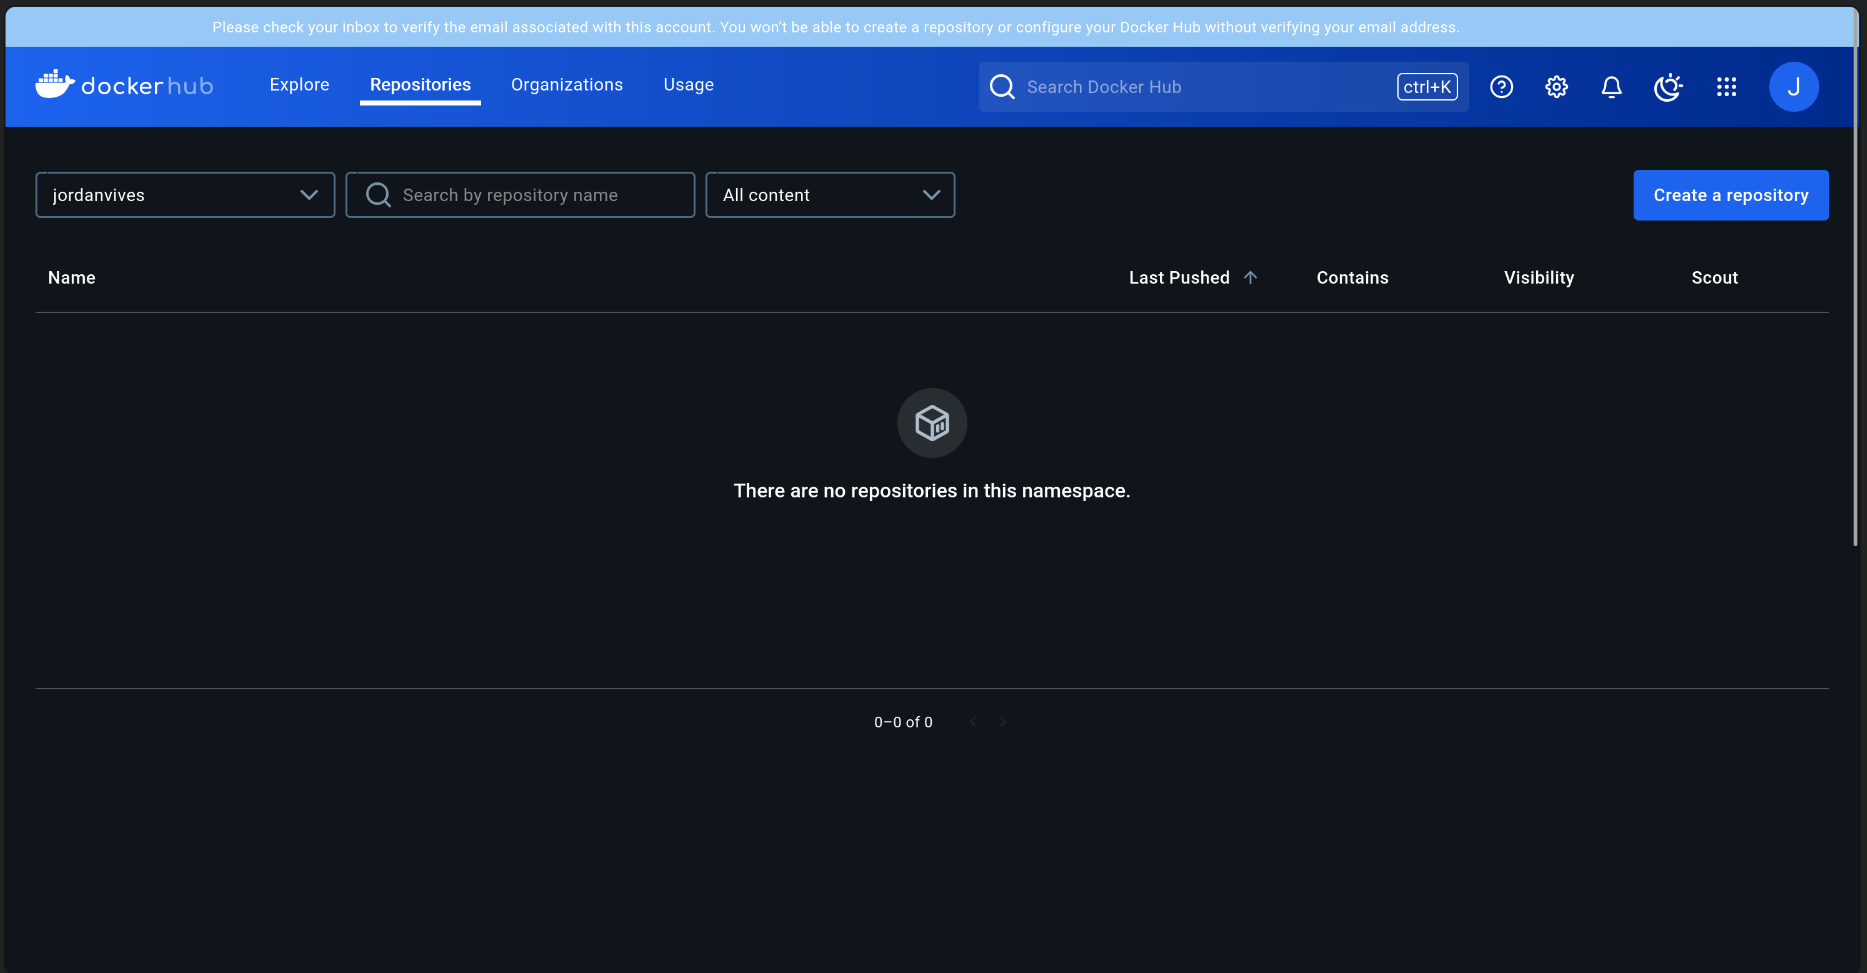 Please check your inbox to verify the email associated with this account. You won't be able to create a repository or configure your Docker Hub without verifying your email address.
dockerhub Explore Repositories Organizations Usage Search Docker Hub ctrl+K J
jordanvives Search by repository name All content Create a repository
Name Last Pushed Contains Visibility Scout
There are no repositories in this namespace.
0–0 of 0